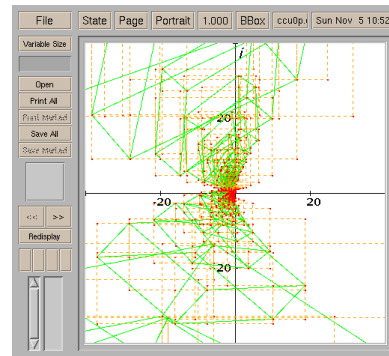 File State Page Portrait 1.000 BBox ccu0p. Sun Nov 5 10:52
Variable Size
Open
Print All
Print Marked
Save All
Save Marked
<< >>
Redisplay
i
20
-20 20
20